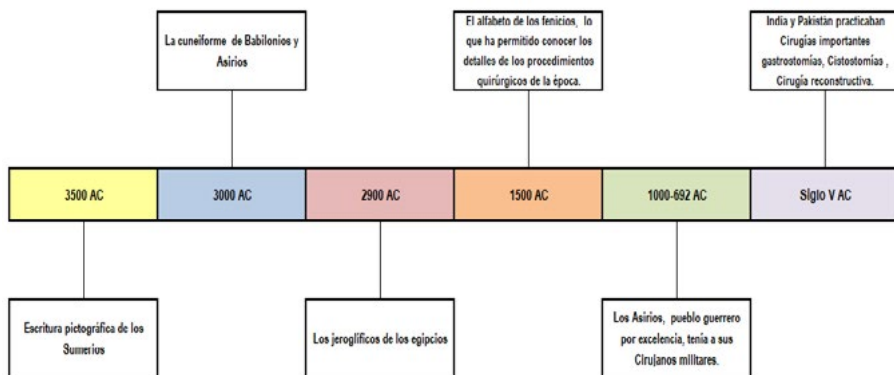 La cuneiforme de Babilonios y
Asirios
El alfabeto de los fenicios, lo
que ha permitido conocer los
detalles de los procedimientos
quirúrgicos de la época.
India y Pakistán practicaban
Cirugías importantes
gastrostomías, Cistostomías ,
Cirugía reconstructiva.
3500 AC
3000 AC
2900 AC
1500 AC
1000-692 AC
Siglo V AC
Escritura pictográfica de los
Sumerios
Los jeroglíficos de los egipcios
Los Asirios, pueblo guerrero
por excelencia, tenía a sus
Cirujanos militares.